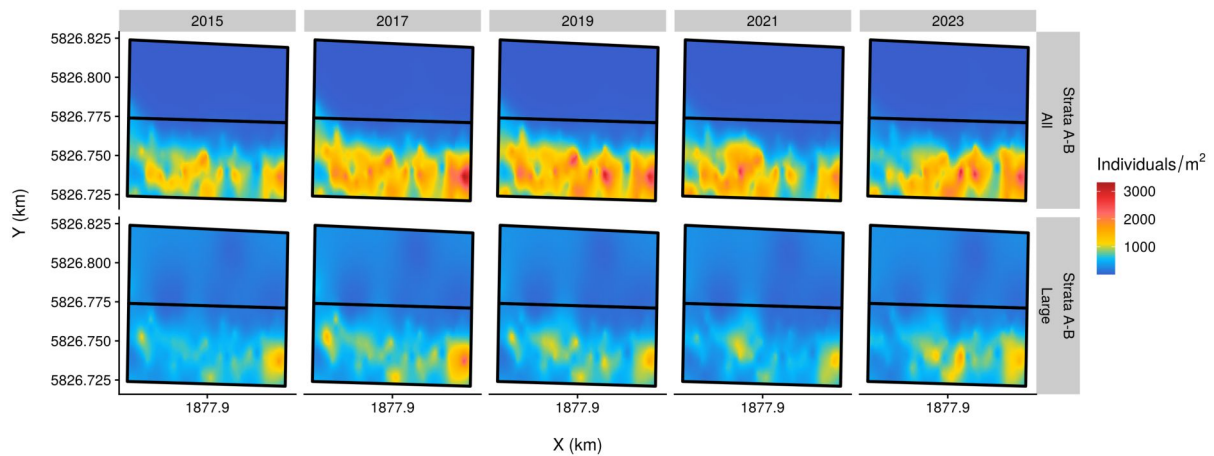 2015 2017 2019 2021 2023
5826.825
5826.800
5826.775
5826.750
5826.725
Strata A-B
All
5826.825
5826.800
5826.775
5826.750
5826.725
Strata A-B
Large
Y (km)
1877.9 1877.9 1877.9 1877.9 1877.9
X (km)
Individuals/m²
3000
2000
1000